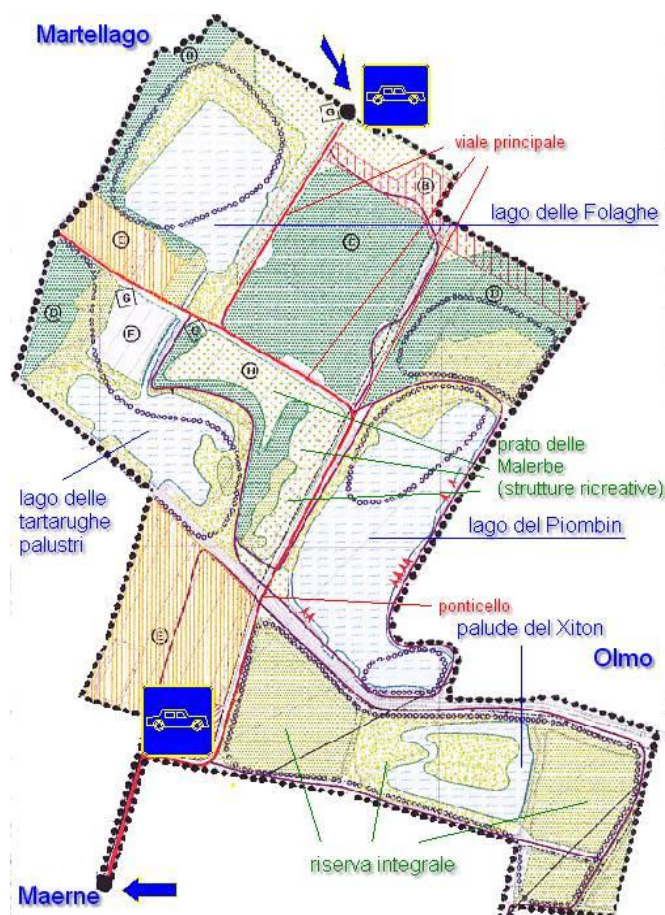 Martellago
D
G
viale principale
B
lago delle Folaghe
E
C
D
G
D
F
G
H
prato delle
Malerbe
(strutture ricreative)
lago delle
tartarughe
palustri
lago del Piombin
ponticello
palude del Xiton
E
Olmo
riserva integrale
Maerne